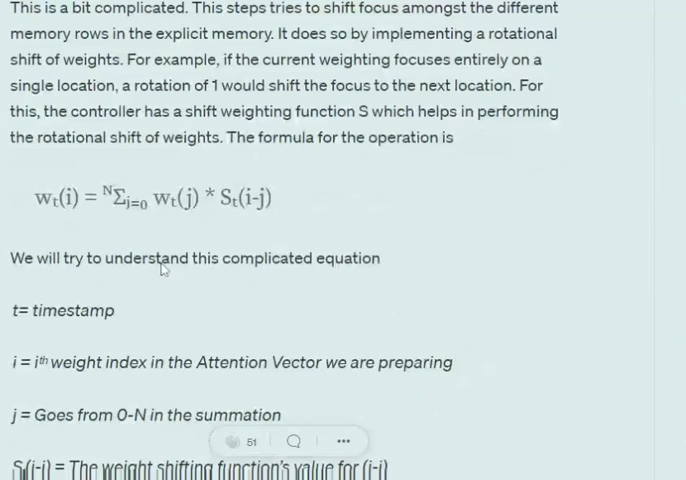 This is a bit complicated. This steps tries to shift focus amongst the different
memory rows in the explicit memory. It does so by implementing a rotational
shift of weights. For example, if the current weighting focuses entirely on a
single location, a rotation of 1 would shift the focus to the next location. For
this, the controller has a shift weighting function S which helps in performing
the rotational shift of weights. The formula for the operation is
wₜ(i) = ᴺΣⱼ₌₀ wₜ(j) * Sₜ(i-j)
We will try to understand this complicated equation
t= timestamp
i = iᵗʰ weight index in the Attention Vector we are preparing
j = Goes from 0-N in the summation
51
Sₜ(i-j) = The weight shifting function's value for (i-j)